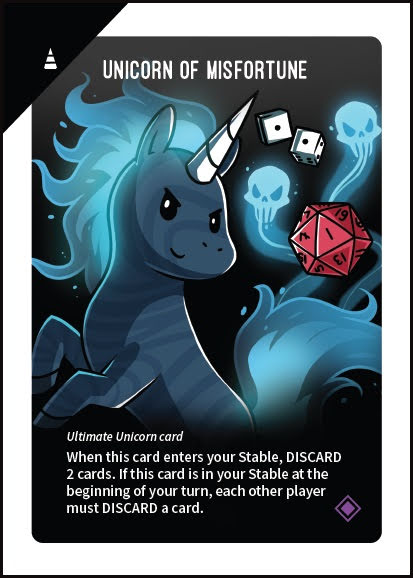 UNICORN OF MISFORTUNE
1
Ultimate Unicorn card
When this card enters your Stable, DISCARD
2 cards. If this card is in your Stable at the
beginning of your turn, each other player
must DISCARD a card.